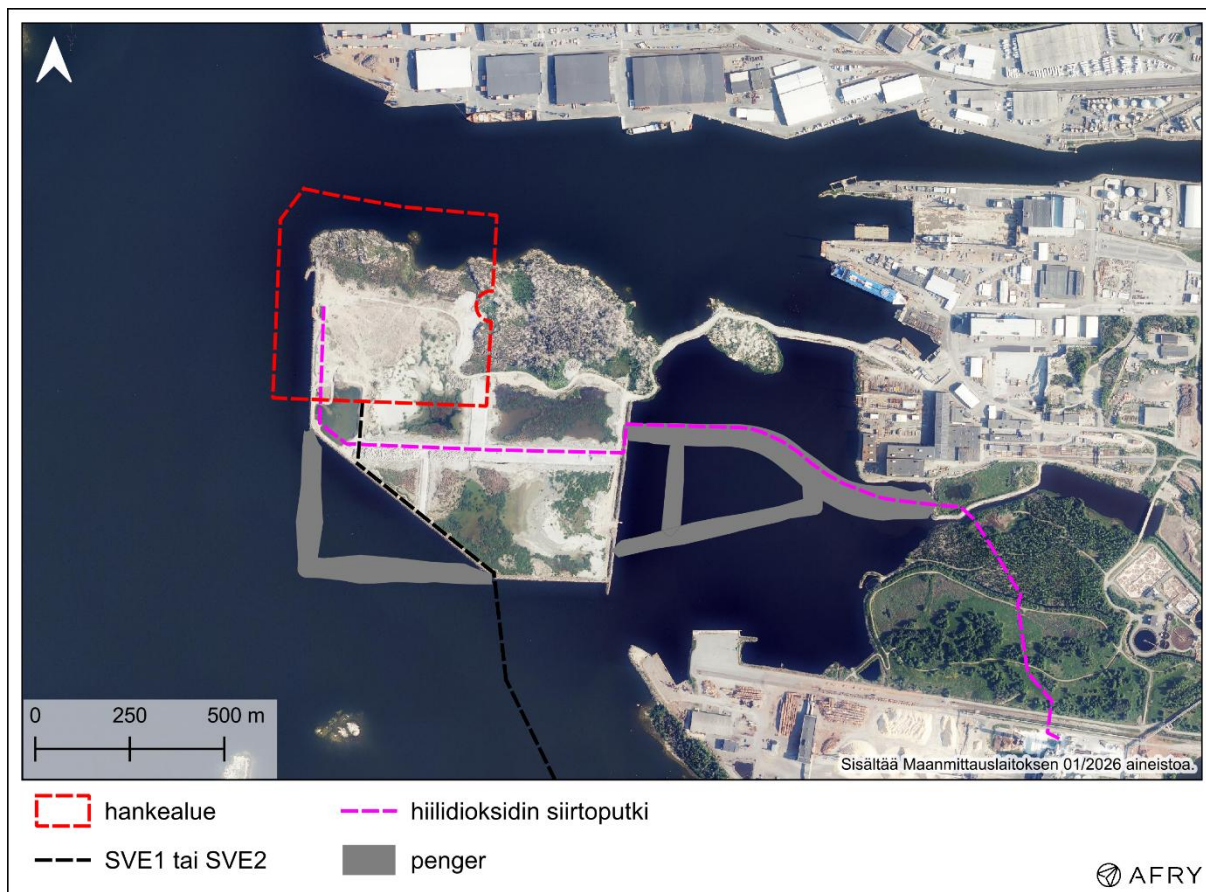 0 250 500 m
Sisältää Maanmittauslaitoksen 01/2026 aineistoa.
hankealue
hiilidioksidin siirtoputki
SVE1 tai SVE2
penger
AFRY